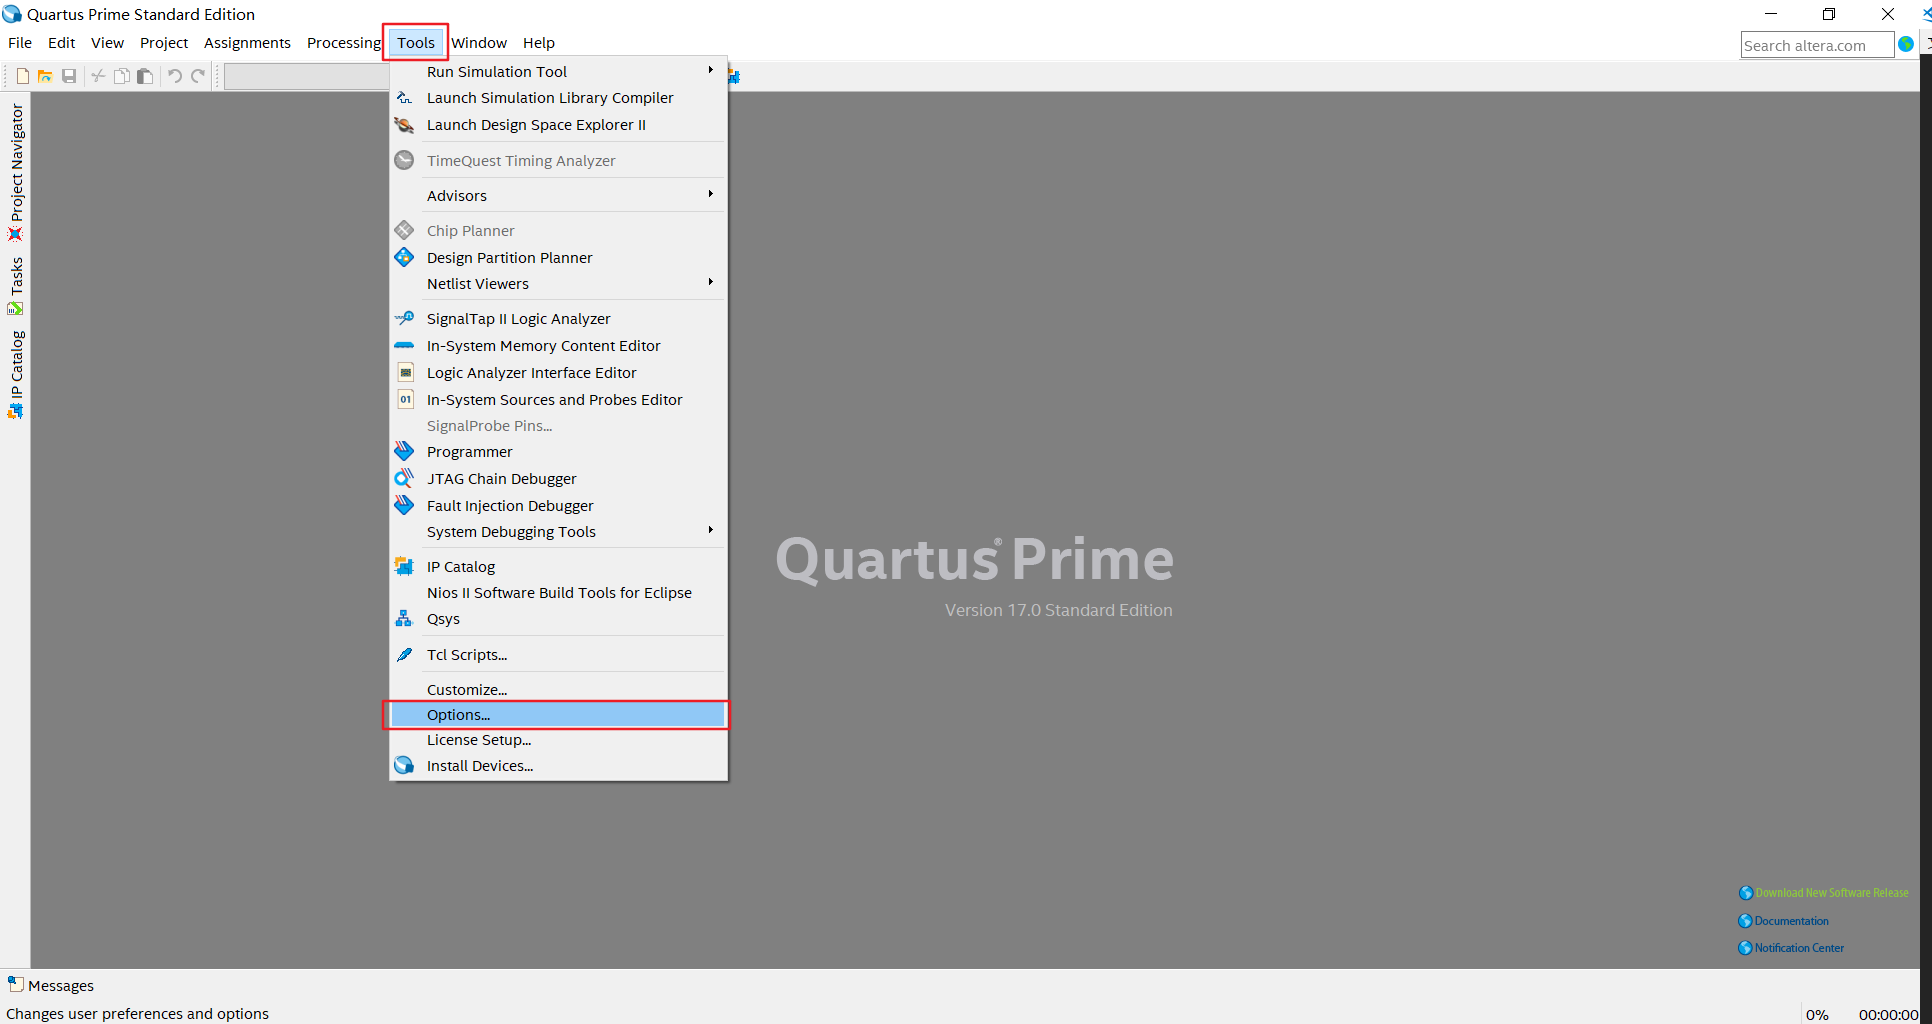 Quartus Prime Standard Edition
File Edit View Project Assignments Processing Tools Window Help
Search altera.com
Project Navigator
Tasks
IP Catalog
Run Simulation Tool
Launch Simulation Library Compiler
Launch Design Space Explorer II
TimeQuest Timing Analyzer
Advisors
Chip Planner
Design Partition Planner
Netlist Viewers
SignalTap II Logic Analyzer
In-System Memory Content Editor
Logic Analyzer Interface Editor
01 In-System Sources and Probes Editor
SignalProbe Pins...
Programmer
JTAG Chain Debugger
Fault Injection Debugger
System Debugging Tools
IP Catalog
Nios II Software Build Tools for Eclipse
Qsys
Tcl Scripts...
Customize...
Options...
License Setup...
Install Devices...
Quartus® Prime
Version 17.0 Standard Edition
Download New Software Release
Documentation
Notification Center
Messages
Changes user preferences and options
0% 00:00:00